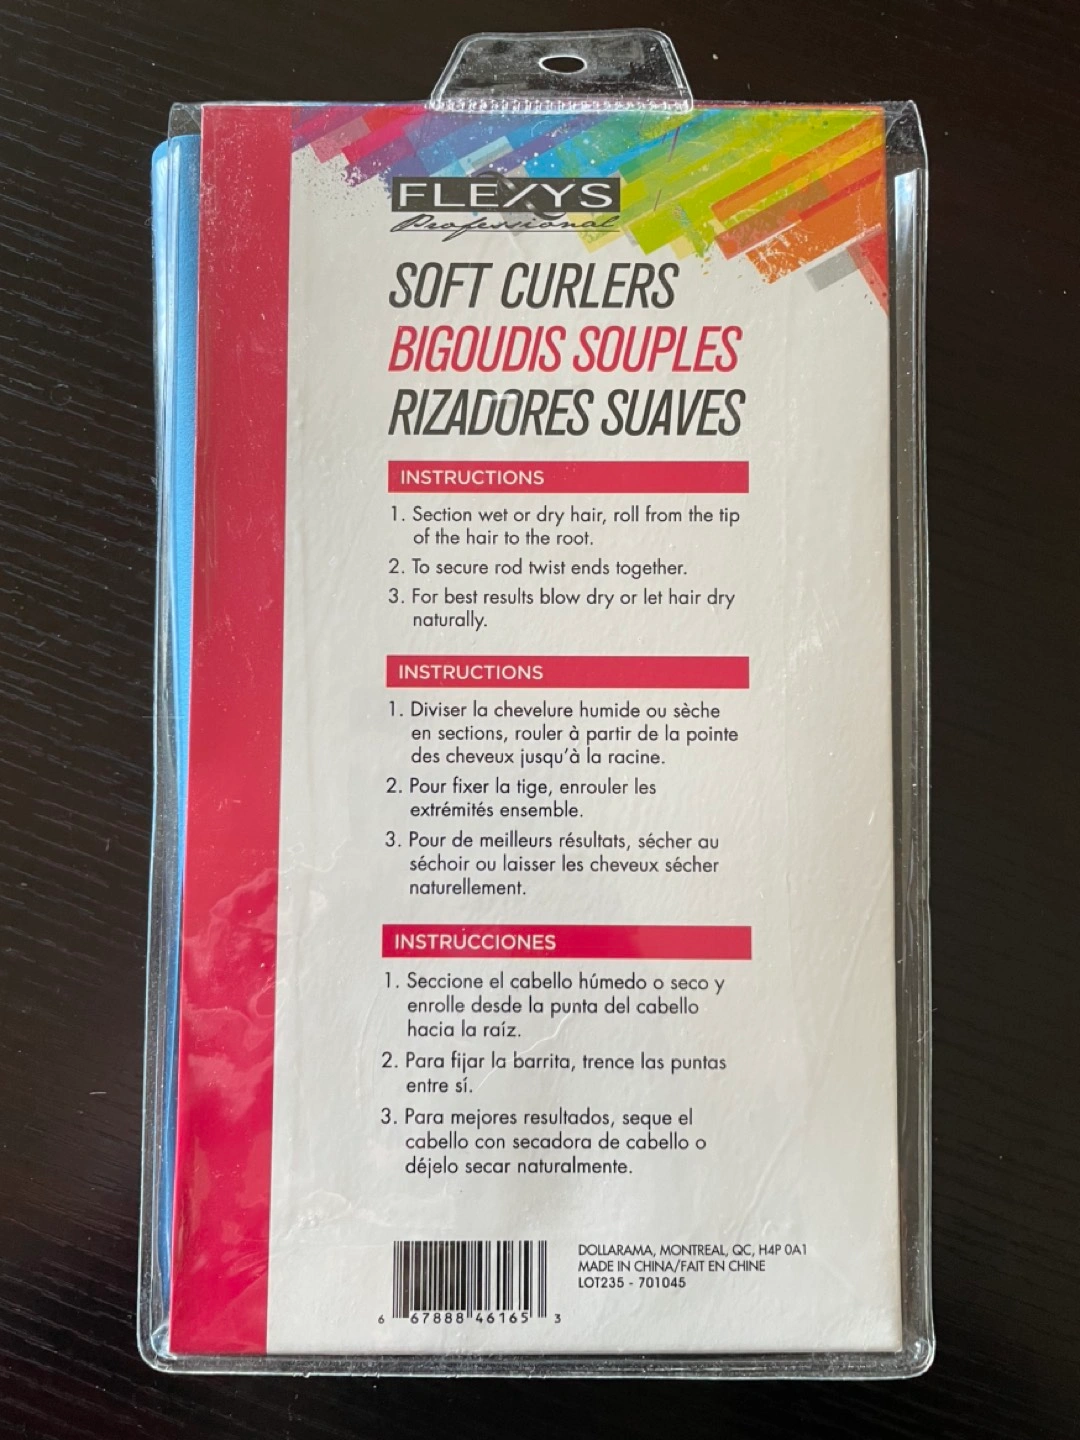 FLEXYS
Professional
SOFT CURLERS
BIGOUDIS SOUPLES
RIZADORES SUAVES
INSTRUCTIONS
1. Section wet or dry hair, roll from the tip
of the hair to the root.
2. To secure rod twist ends together.
3. For best results blow dry or let hair dry
naturally.
INSTRUCTIONS
1. Diviser la chevelure humide ou sèche
en sections, rouler à partir de la pointe
des cheveux jusqu'à la racine.
2. Pour fixer la tige, enrouler les
extrémités ensemble.
3. Pour de meilleurs résultats, sécher au
séchoir ou laisser les cheveux sécher
naturellement.
INSTRUCCIONES
1. Seccione el cabello húmedo o seco y
enrolle desde la punta del cabello
hacia la raíz.
2. Para fijar la barrita, trence las puntas
entre sí.
3. Para mejores resultados, seque el
cabello con secadora de cabello o
déjelo secar naturalmente.
DOLLARAMA, MONTREAL, QC, H4P 0A1
MADE IN CHINA/FAIT EN CHINE
LOT235 - 701045
6 67888 46165 3